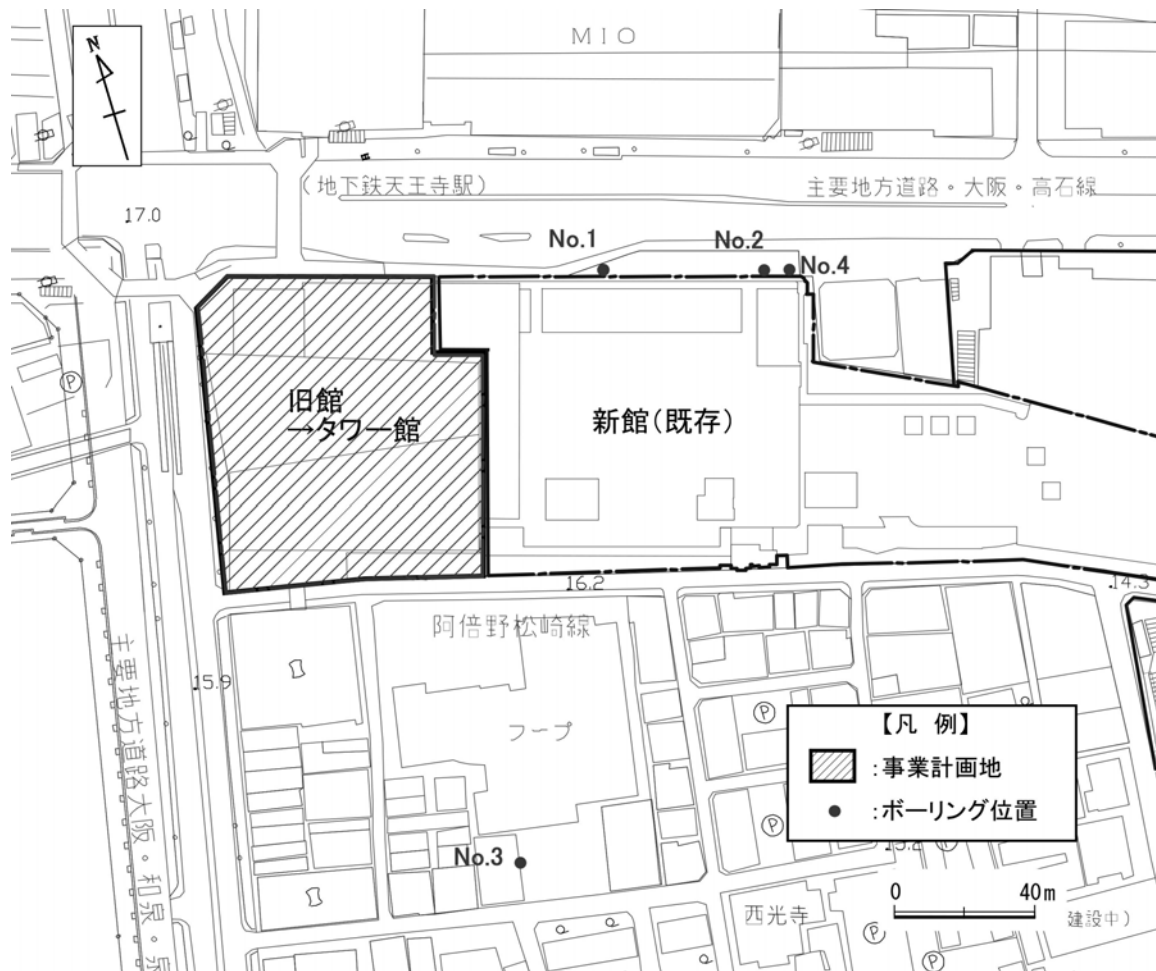 MIO
N
(地下鉄天王寺駅)
主要地方道路・大阪・高石線
17.0
No.1
No.2
No.4
旧館
→タワー館
新館(既存)
16.2
14.3
阿倍野松崎線
15.9
主要地方道路大阪・和泉・泉
フープ
No.3
P
P
P
P
P
P
P
【凡 例】
:事業計画地
:ボーリング位置
0 40m
西光寺
建設中)